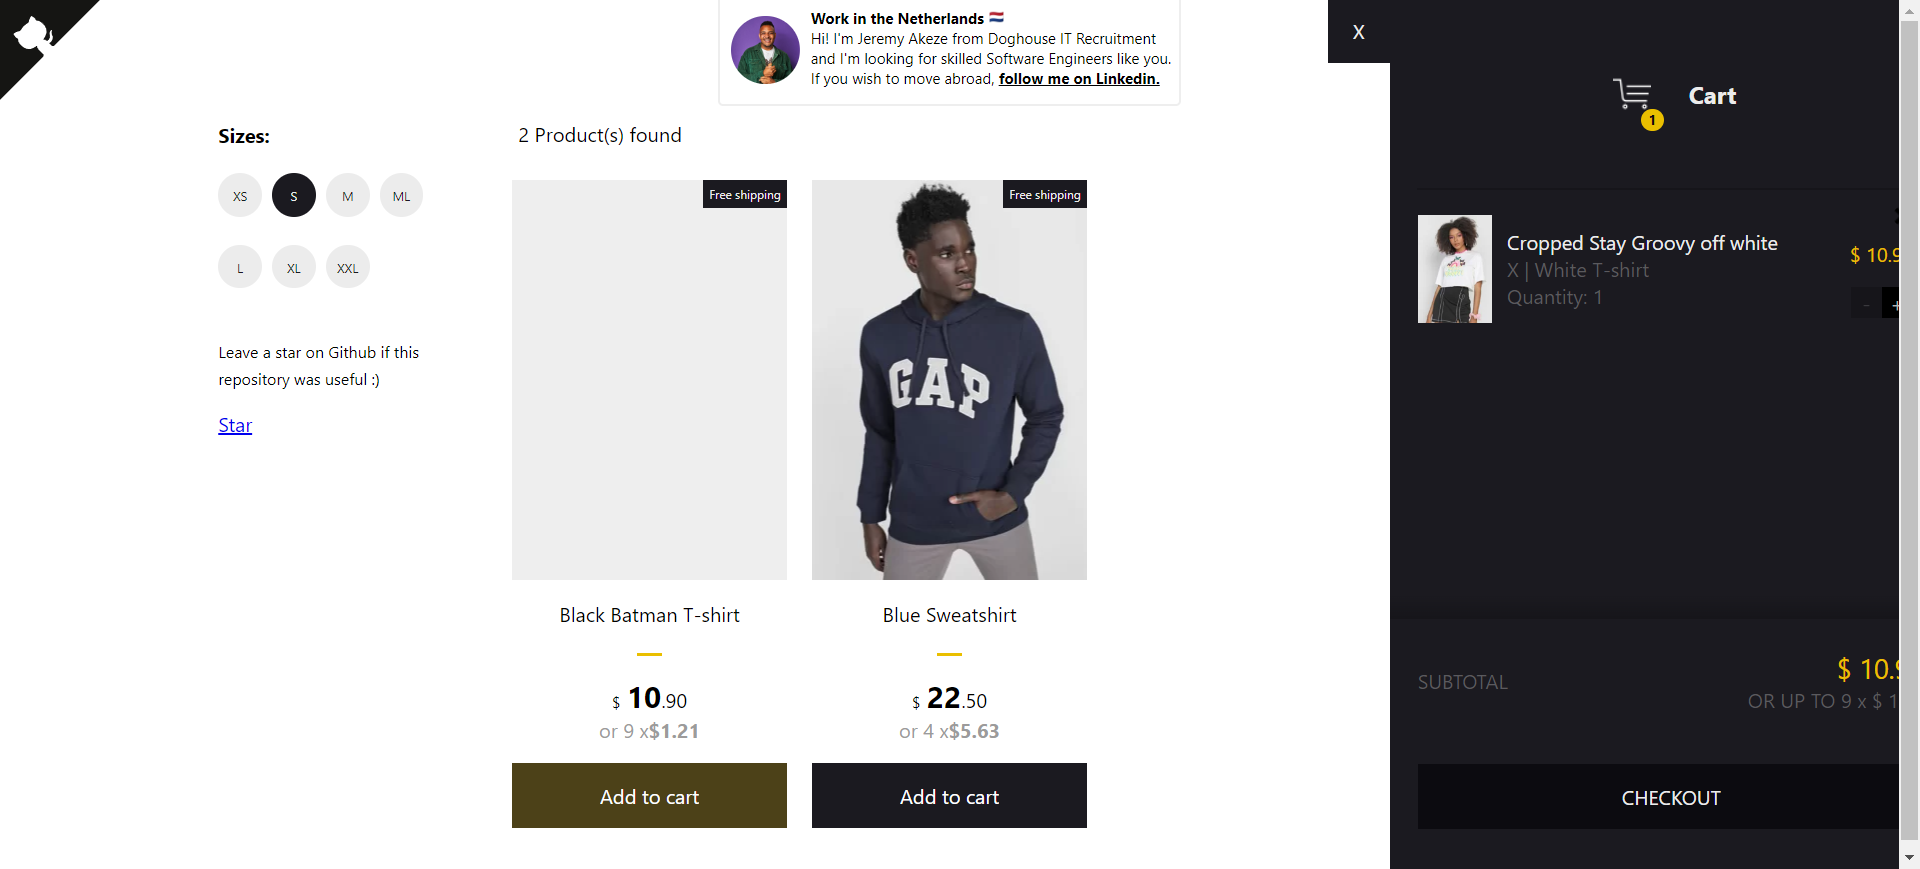 Work in the Netherlands
Hi! I'm Jeremy Akeze from Doghouse IT Recruitment
and I'm looking for skilled Software Engineers like you.
If you wish to move abroad, follow me on Linkedin.
Sizes:
XS
S
M
ML
L
XL
XXL
Leave a star on Github if this
repository was useful :)
Star
2 Product(s) found
Free shipping
Black Batman T-shirt
$ 10.90
or 9 x$1.21
Add to cart
Free shipping
GAP
Blue Sweatshirt
$ 22.50
or 4 x$5.63
Add to cart
X
1
Cart
Cropped Stay Groovy off white
X | White T-shirt
Quantity: 1
$ 10.9
- +
SUBTOTAL
$ 10.9
OR UP TO 9 x $ 1
CHECKOUT